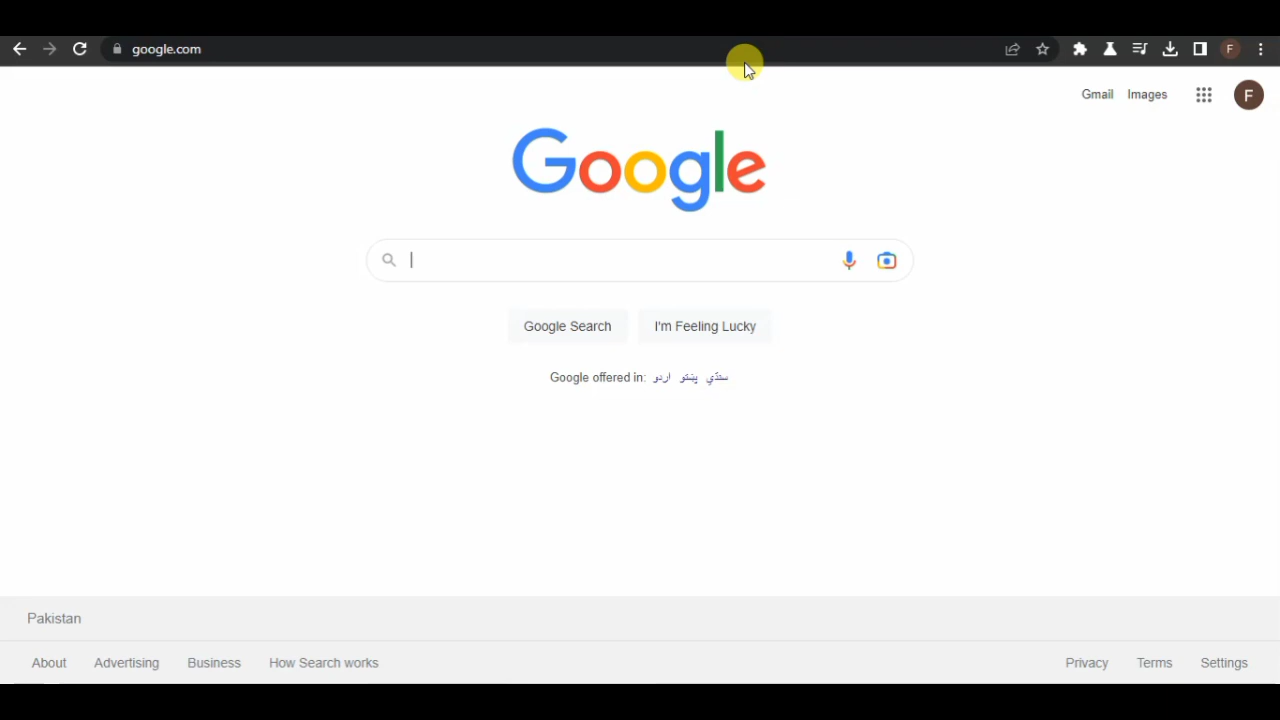 google.com
F
Gmail Images F
Google
Google Search I'm Feeling Lucky
Google offered in: اردو پښتو سنڌي
Pakistan
About Advertising Business How Search works Privacy Terms Settings